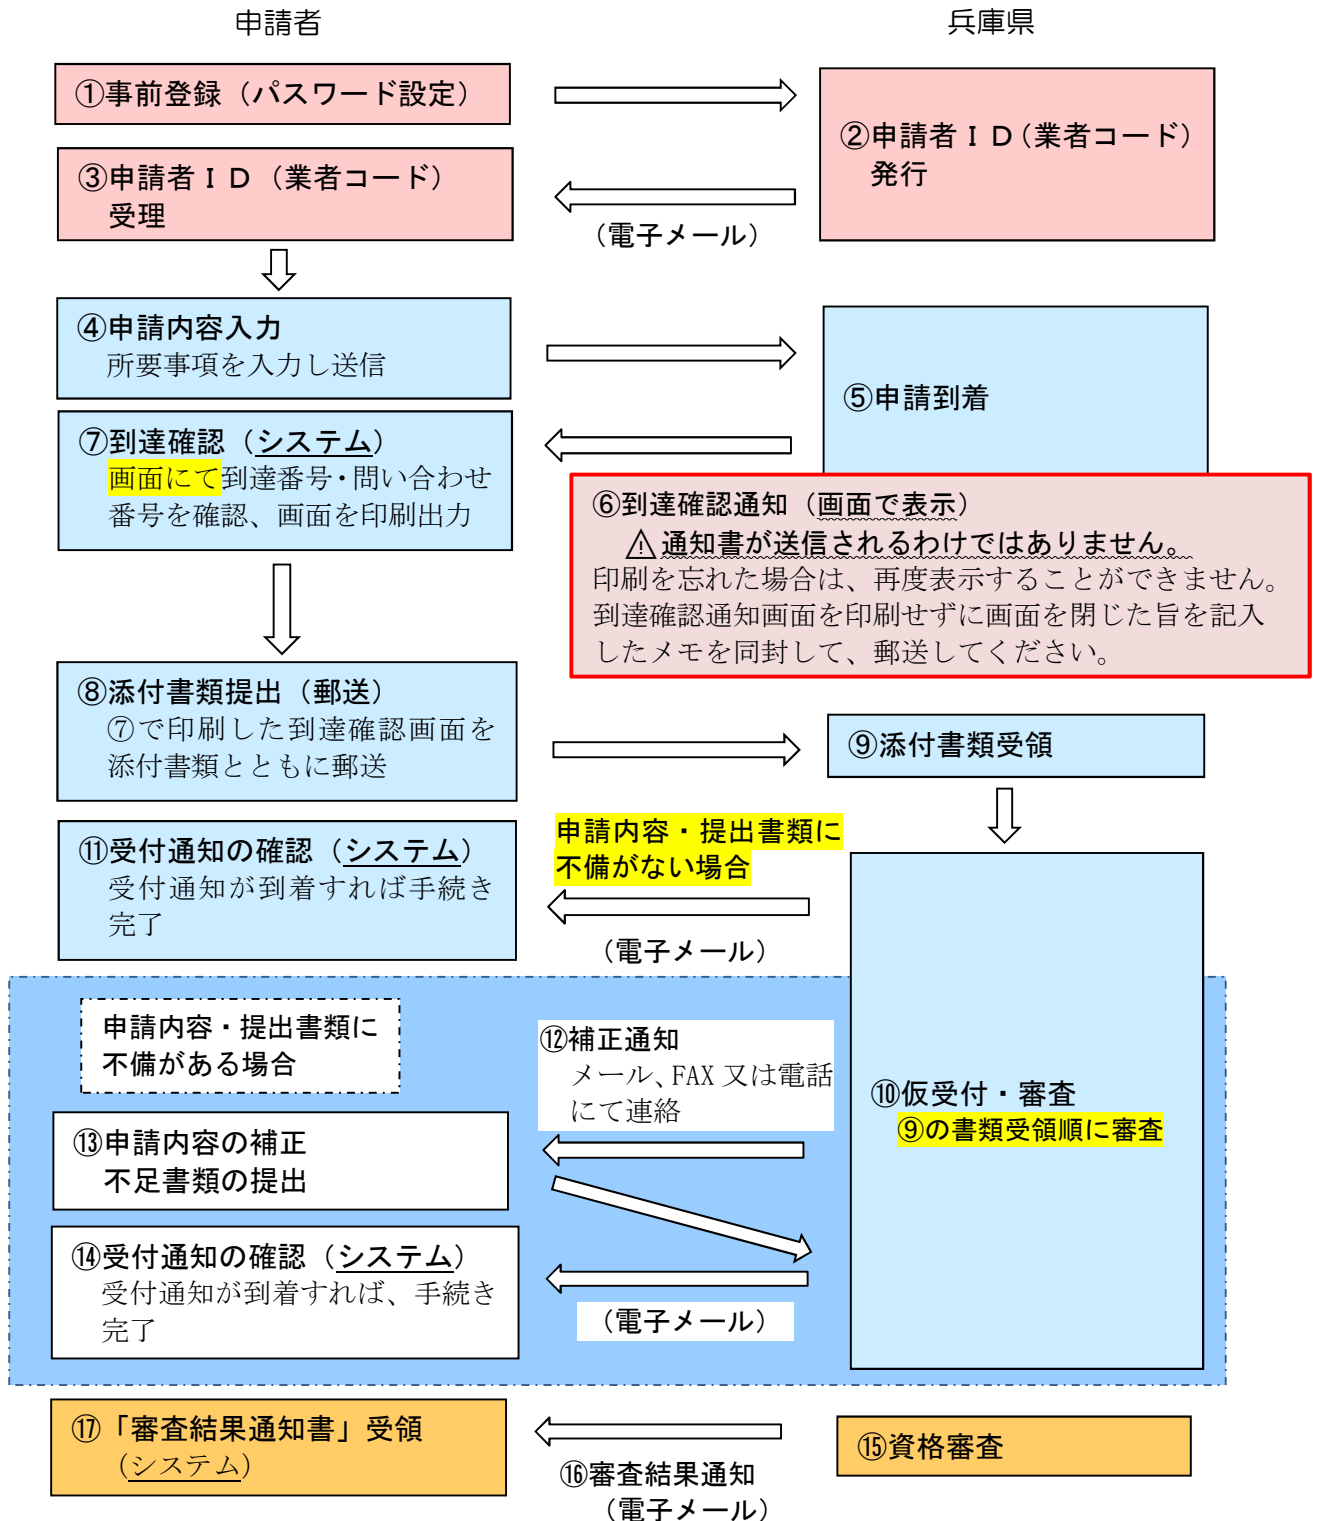 申請者
兵庫県
①事前登録（パスワード設定）
②申請者ＩＤ（業者コード）
発行
③申請者ＩＤ（業者コード）
受理
（電子メール）
④申請内容入力
所要事項を入力し送信
⑤申請到着
⑦到達確認（システム）
画面にて到達番号・問い合わせ
番号を確認、画面を印刷出力
⑥到達確認通知（画面で表示）
⚠通知書が送信されるわけではありません。
印刷を忘れた場合は、再度表示することができません。
到達確認通知画面を印刷せずに画面を閉じた旨を記入
したメモを同封して、郵送してください。
⑧添付書類提出（郵送）
⑦で印刷した到達確認画面を
添付書類とともに郵送
⑨添付書類受領
⑪受付通知の確認（システム）
受付通知が到着すれば手続き
完了
申請内容・提出書類に
不備がない場合
（電子メール）
申請内容・提出書類に
不備がある場合
⑫補正通知
メール、FAX 又は電話
にて連絡
⑩仮受付・審査
⑨の書類受領順に審査
⑬申請内容の補正
不足書類の提出
⑭受付通知の確認（システム）
受付通知が到着すれば、手続き
完了
（電子メール）
⑰「審査結果通知書」受領
（システム）
⑮資格審査
⑯審査結果通知
（電子メール）